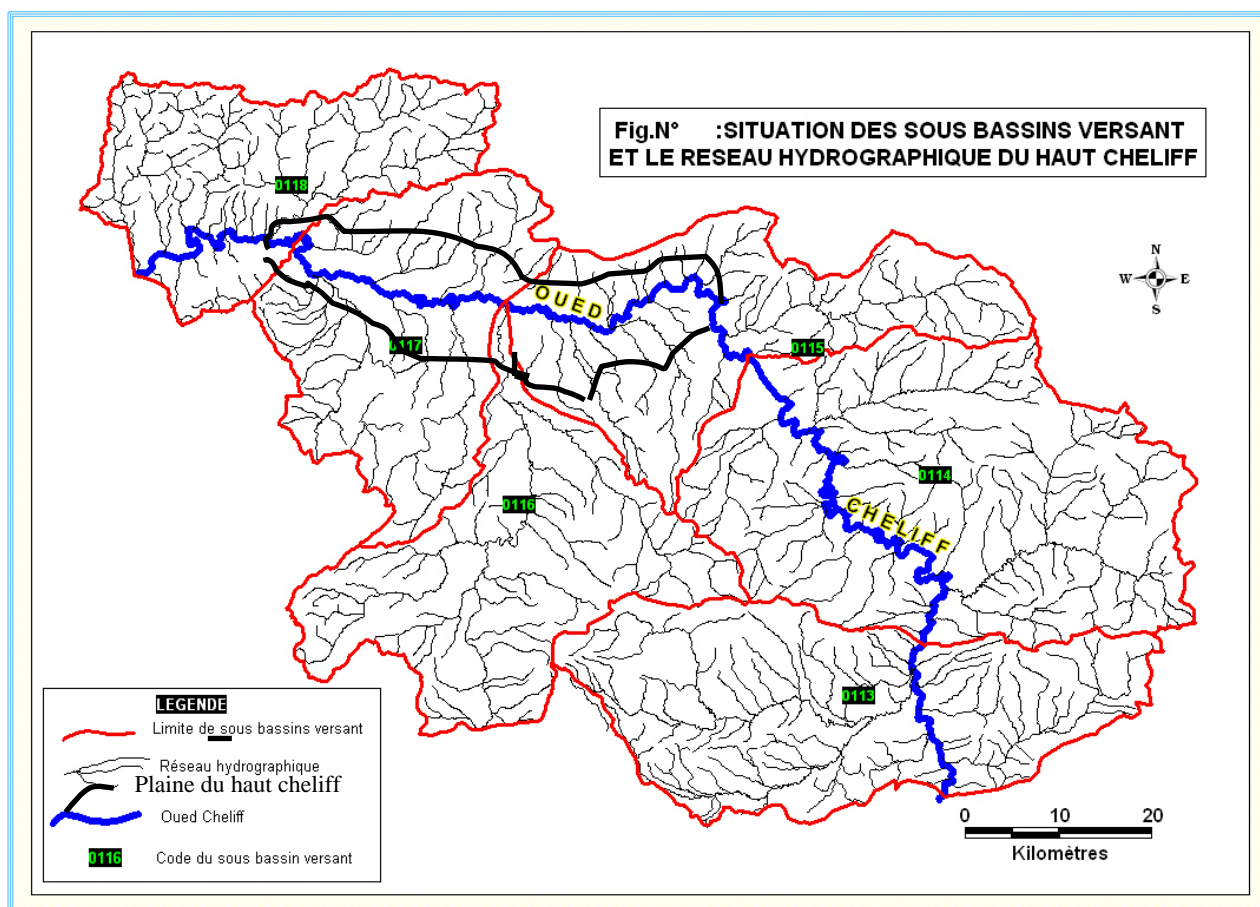 Fig.N° :SITUATION DES SOUS BASSINS VERSANT
ET LE RESEAU HYDROGRAPHIQUE DU HAUT CHELIFF
0118
N
W E
S
OUED
0117
0115
0114
0116
CHELIFF
0113
LEGENDE
Limite de sous bassins versant
Réseau hydrographique
Plaine du haut cheliff
Oued Cheliff
0116 Code du sous bassin versant
0 10 20
Kilomètres